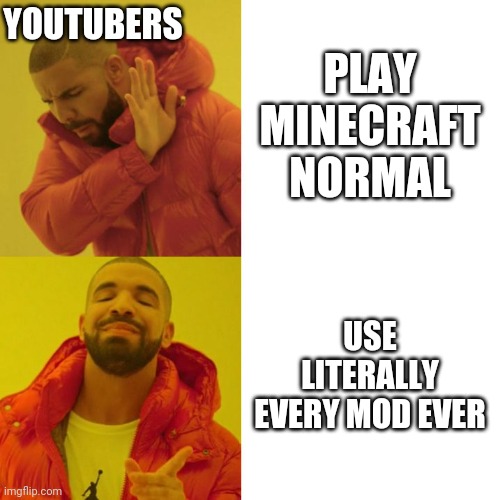 YOUTUBERS
PLAY
MINECRAFT
NORMAL
USE
LITERALLY
EVERY MOD EVER
imgflip.com